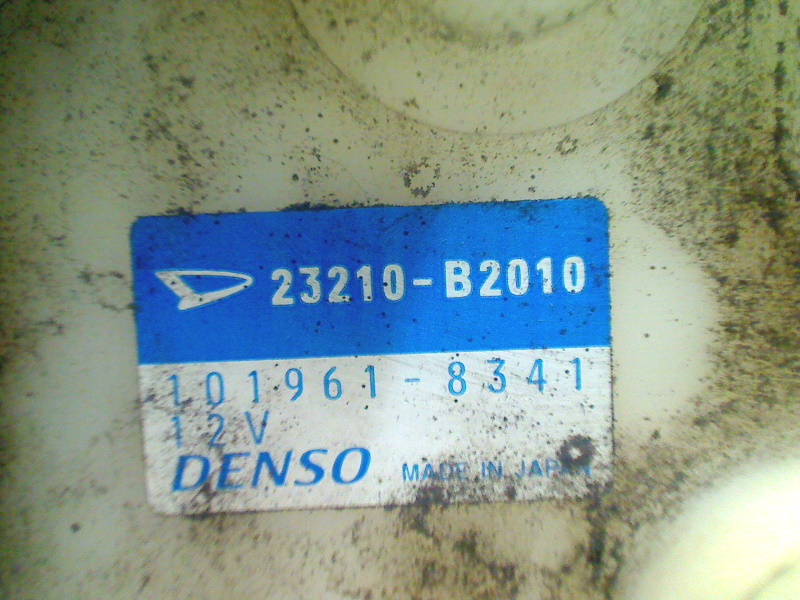 23210-B2010
101961-8341
12V
DENSO MADE IN JAPAN